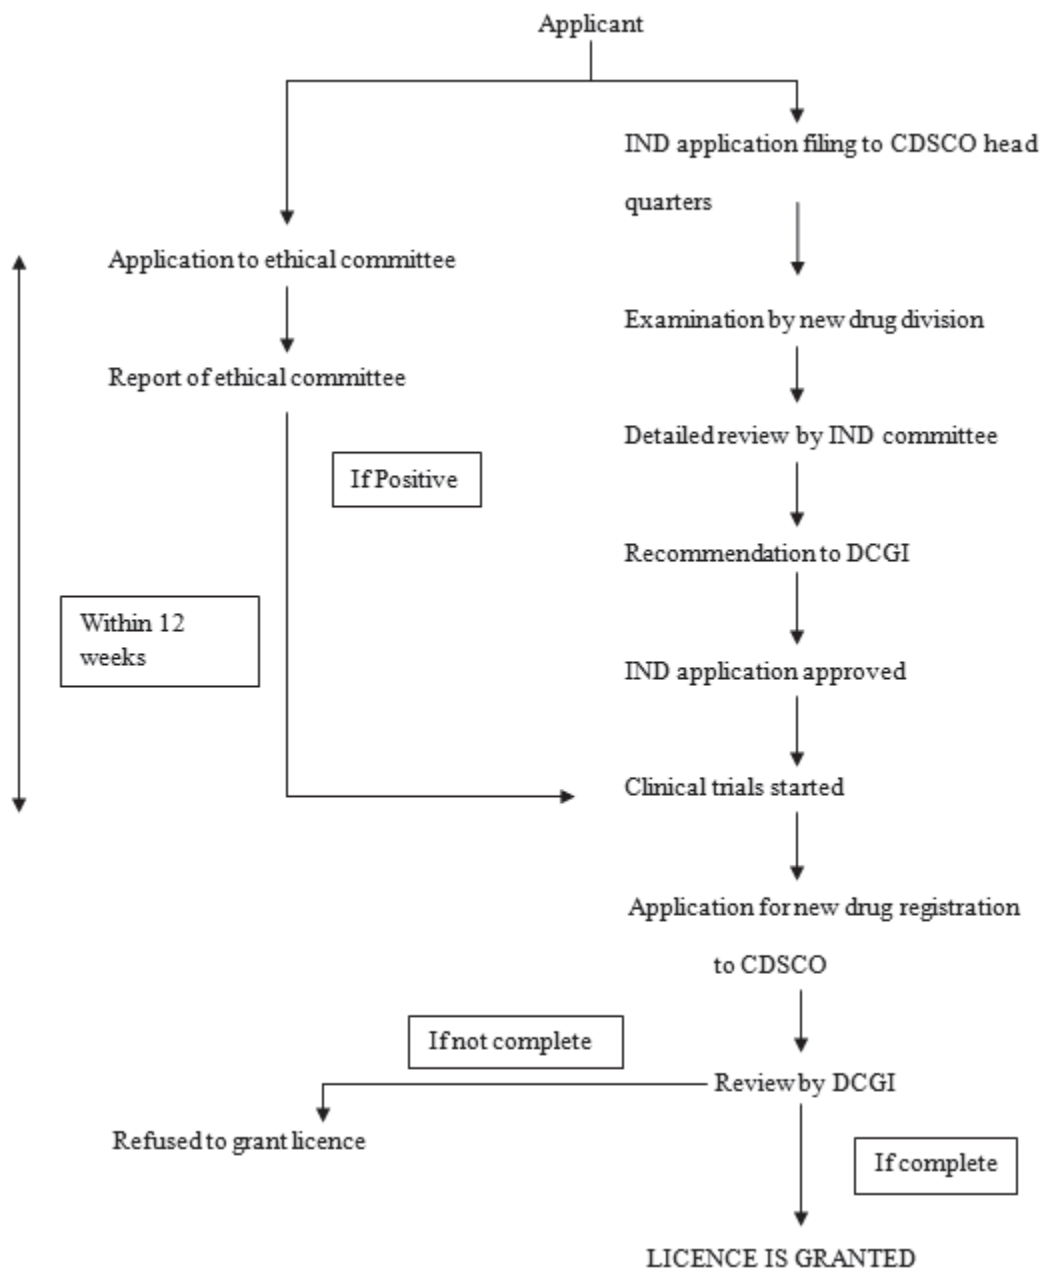 Applicant
IND application filing to CDSCO head
quarters
Application to ethical committee
Examination by new drug division
Report of ethical committee
Detailed review by IND committee
If Positive
Recommendation to DCGI
Within 12
weeks
IND application approved
Clinical trials started
Application for new drug registration
to CDSCO
If not complete
Review by DCGI
Refused to grant licence
If complete
LICENCE IS GRANTED